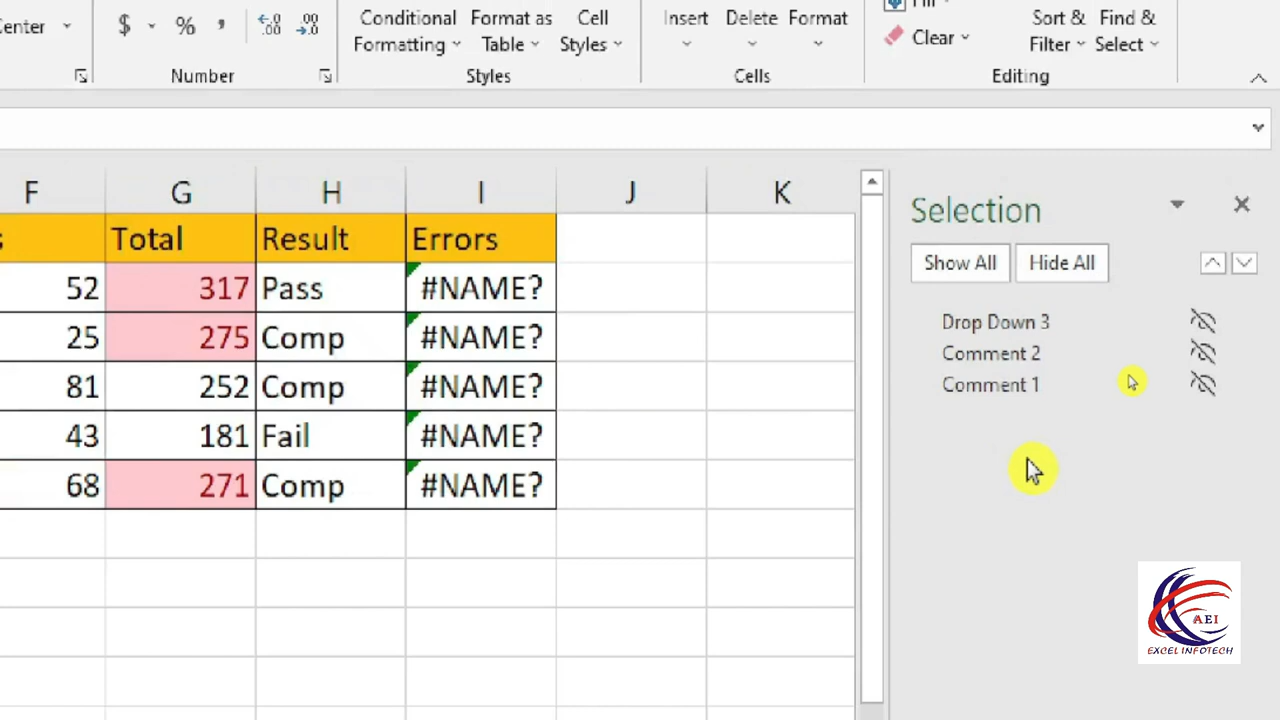 enter
$ % ,
Number
Conditional
Formatting
Format as
Table
Cell
Styles
Styles
Insert
Delete
Format
Cells
Clear
Sort &
Filter
Find &
Select
Editing
F G H I J K
s Total Result Errors
52 317 Pass #NAME?
25 275 Comp #NAME?
81 252 Comp #NAME?
43 181 Fail #NAME?
68 271 Comp #NAME?
Selection
Show All Hide All
Drop Down 3
Comment 2
Comment 1
AEI
EXCEL INFOTECH